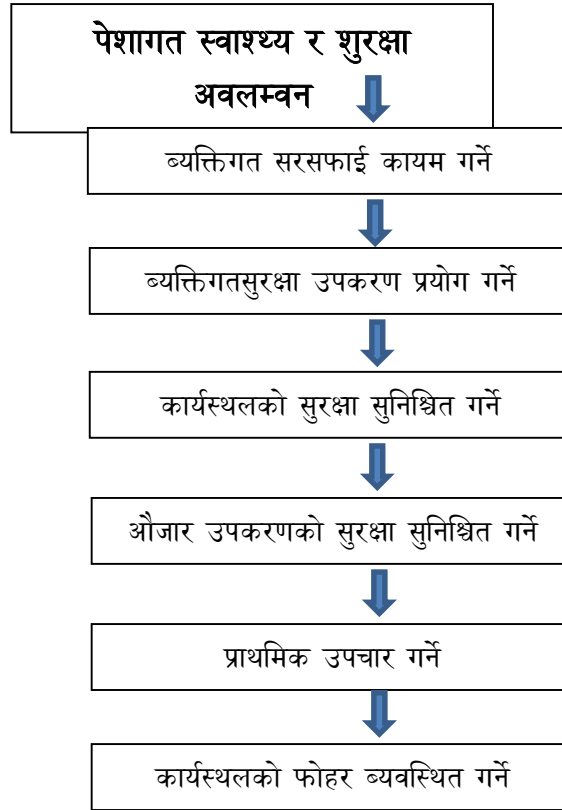 पेशागत स्वाश्थ्य र शुरक्षा
अवलम्वन
ब्यक्तिगत सरसफाई कायम गर्ने
ब्यक्तिगतसुरक्षा उपकरण प्रयोग गर्ने
कार्यस्थलको सुरक्षा सुनिश्चित गर्ने
औजार उपकरणको सुरक्षा सुनिश्चित गर्ने
प्राथमिक उपचार गर्ने
कार्यस्थलको फोहर ब्यवस्थित गर्ने